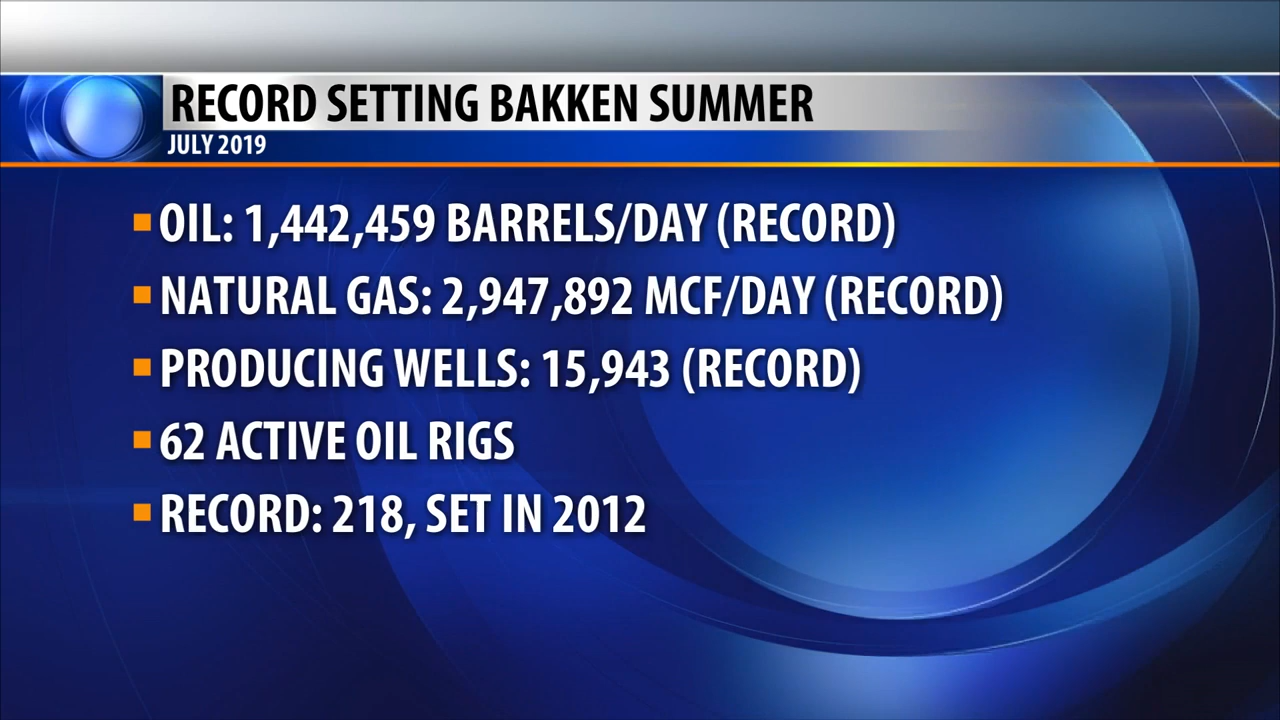 RECORD SETTING BAKKEN SUMMER
JULY 2019
OIL: 1,442,459 BARRELS/DAY (RECORD)
NATURAL GAS: 2,947,892 MCF/DAY (RECORD)
PRODUCING WELLS: 15,943 (RECORD)
62 ACTIVE OIL RIGS
RECORD: 218, SET IN 2012